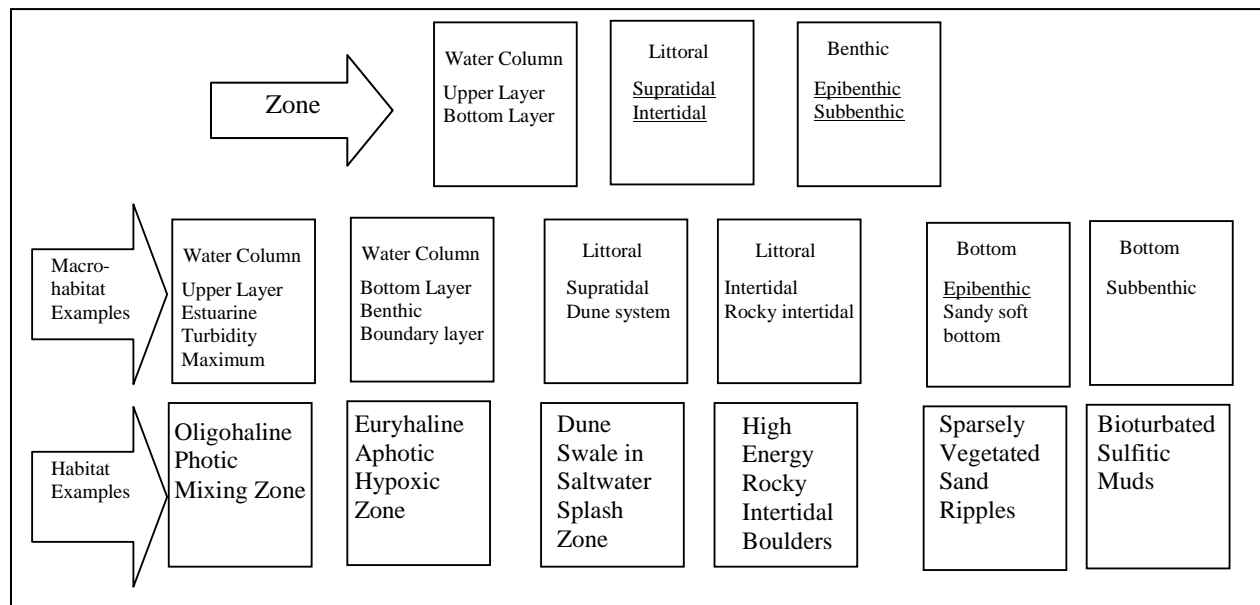 Zone
Water Column
Upper Layer
Bottom Layer
Littoral
Supratidal
Intertidal
Benthic
Epibenthic
Subbenthic
Macro-
habitat
Examples
Water Column
Upper Layer
Estuarine
Turbidity
Maximum
Water Column
Bottom Layer
Benthic
Boundary layer
Littoral
Supratidal
Dune system
Littoral
Intertidal
Rocky intertidal
Bottom
Epibenthic
Sandy soft
bottom
Bottom
Subbenthic
Habitat
Examples
Oligohaline
Photic
Mixing Zone
Euryhaline
Aphotic
Hypoxic
Zone
Dune
Swale in
Saltwater
Splash
Zone
High
Energy
Rocky
Intertidal
Boulders
Sparsely
Vegetated
Sand
Ripples
Bioturbated
Sulfitic
Muds